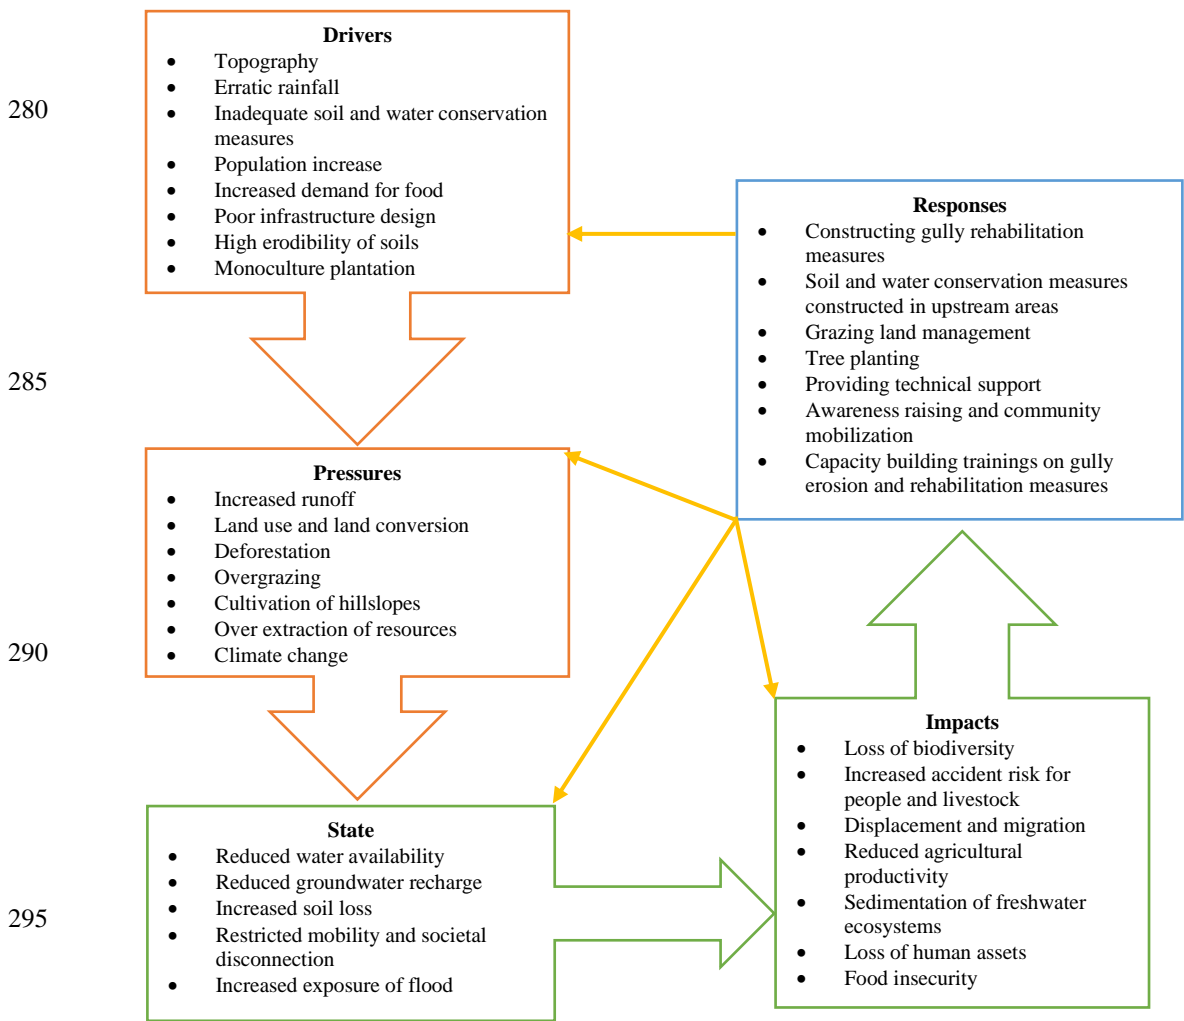 Drivers
• Topography
• Erratic rainfall
• Inadequate soil and water conservation
measures
• Population increase
• Increased demand for food
• Poor infrastructure design
• High erodibility of soils
• Monoculture plantation
280
Responses
• Constructing gully rehabilitation
measures
• Soil and water conservation measures
constructed in upstream areas
• Grazing land management
• Tree planting
• Providing technical support
• Awareness raising and community
mobilization
• Capacity building trainings on gully
erosion and rehabilitation measures
285
Pressures
• Increased runoff
• Land use and land conversion
• Deforestation
• Overgrazing
• Cultivation of hillslopes
• Over extraction of resources
• Climate change
290
State
• Reduced water availability
• Reduced groundwater recharge
• Increased soil loss
• Restricted mobility and societal
disconnection
• Increased exposure of flood
295
Impacts
• Loss of biodiversity
• Increased accident risk for
people and livestock
• Displacement and migration
• Reduced agricultural
productivity
• Sedimentation of freshwater
ecosystems
• Loss of human assets
• Food insecurity